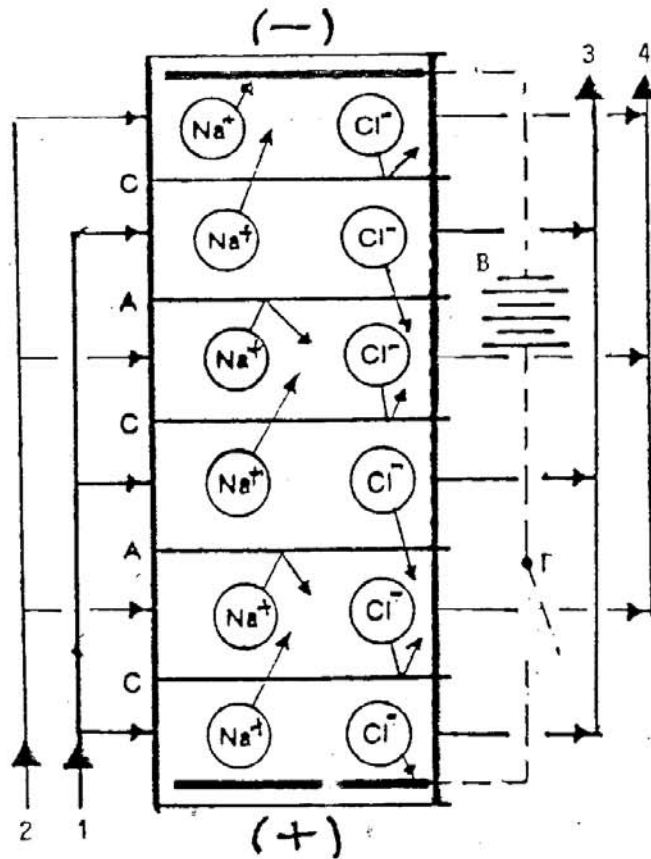 (-)
3 4
Na⁺ Cl⁻
C
Na⁺ Cl⁻
B
A
Na⁺ Cl⁻
C
Na⁺ Cl⁻
A
Γ
Na⁺ Cl⁻
C
Na⁺ Cl⁻
2 1
(+)